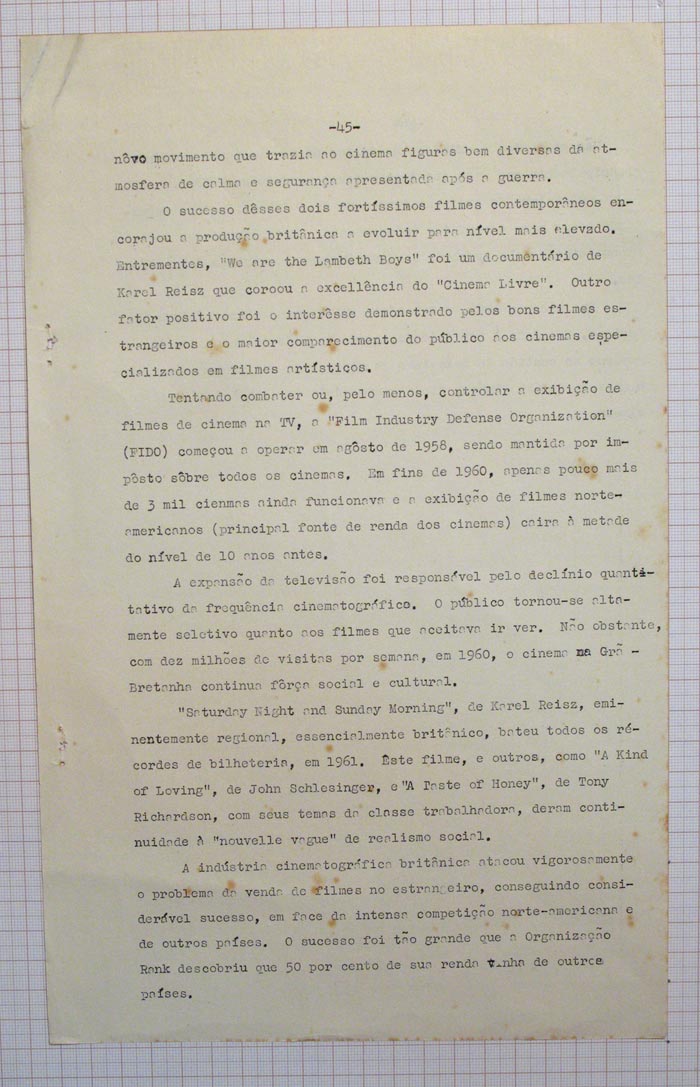 -45-
nôvo movimento que trazia ao cinema figuras bem diversas da at-
mosfera de calma e segurança apresentada após a guerra.
O sucesso dêsses dois fortíssimos filmes contemporâneos en-
corajou a produção britânica a evoluir para nível mais elevado.
Entrementes, "We are the Lambeth Boys" foi um documentário de
Karel Reisz que coroou a excellência do "Cinema Livre". Outro
fator positivo foi o interêsse demonstrado pelos bons filmes es-
trangeiros e o maior comparecimento do público aos cinemas espe-
cializados em filmes artísticos.
Tentando combater ou, pelo menos, controlar a exibição de
filmes de cinema na TV, a "Film Industry Defense Organization"
(FIDO) começou a operar em agôsto de 1958, sendo mantida por im-
pôsto sôbre todos os cinemas. Em fins de 1960, apenas pouco mais
de 3 mil cienmas ainda funcionava e a exibição de filmes norte-
americanos (principal fonte de renda dos cinemas) caira à metade
do nível de 10 anos antes.
A expansão da televisão foi responsável pelo declínio quanti-
tativo da frequência cinematográfico. O público tornou-se alta-
mente seletivo quanto aos filmes que aceitava ir ver. Não obstante,
com dez milhões de visitas por semana, em 1960, o cinema na Grã -
Bretanha continua fôrça social e cultural.
"Saturday Night and Sunday Morning", de Karel Reisz, emi-
nentemente regional, essencialmente britânico, bateu todos os ré-
cordes de bilheteria, em 1961. Êste filme, e outros, como "A Kind
of Loving", de John Schlesinger, e "A Taste of Honey", de Tony
Richardson, com seus temas da classe trabalhadora, deram conti-
nuidade à "nouvelle vague" de realismo social.
A indústria cinematográfica britânica atacou vigorosamente
o problema da venda de filmes no estrangeiro, conseguindo consi-
derável sucesso, em face da intensa competição norte-americana e
de outros países. O sucesso foi tão grande que a Organização
Rank descobriu que 50 por cento de sua renda vinha de outros
países.